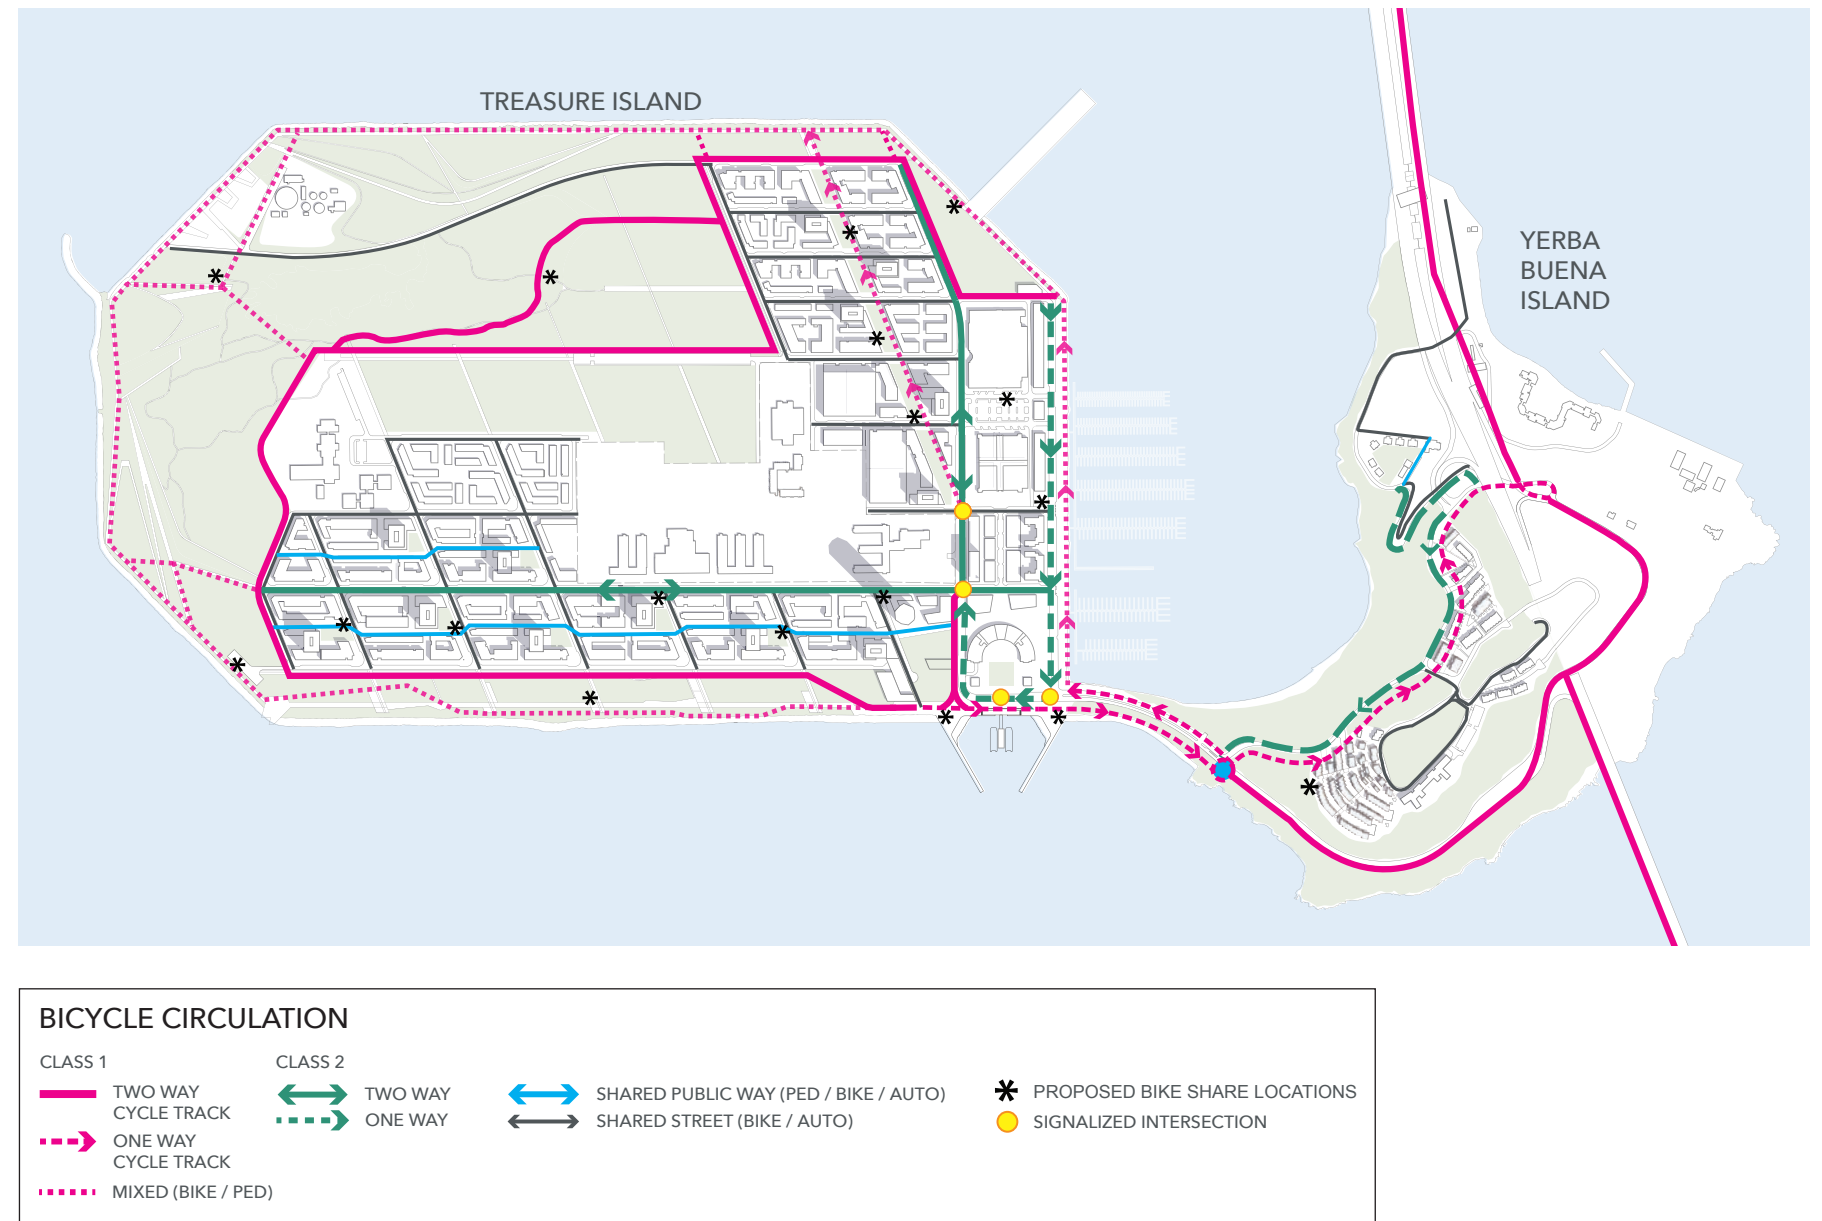 TREASURE ISLAND
YERBA
BUENA
ISLAND
BICYCLE CIRCULATION
CLASS 1
TWO WAY
CYCLE TRACK
ONE WAY
CYCLE TRACK
MIXED (BIKE / PED)
CLASS 2
TWO WAY
ONE WAY
SHARED PUBLIC WAY (PED / BIKE / AUTO)
SHARED STREET (BIKE / AUTO)
PROPOSED BIKE SHARE LOCATIONS
SIGNALIZED INTERSECTION